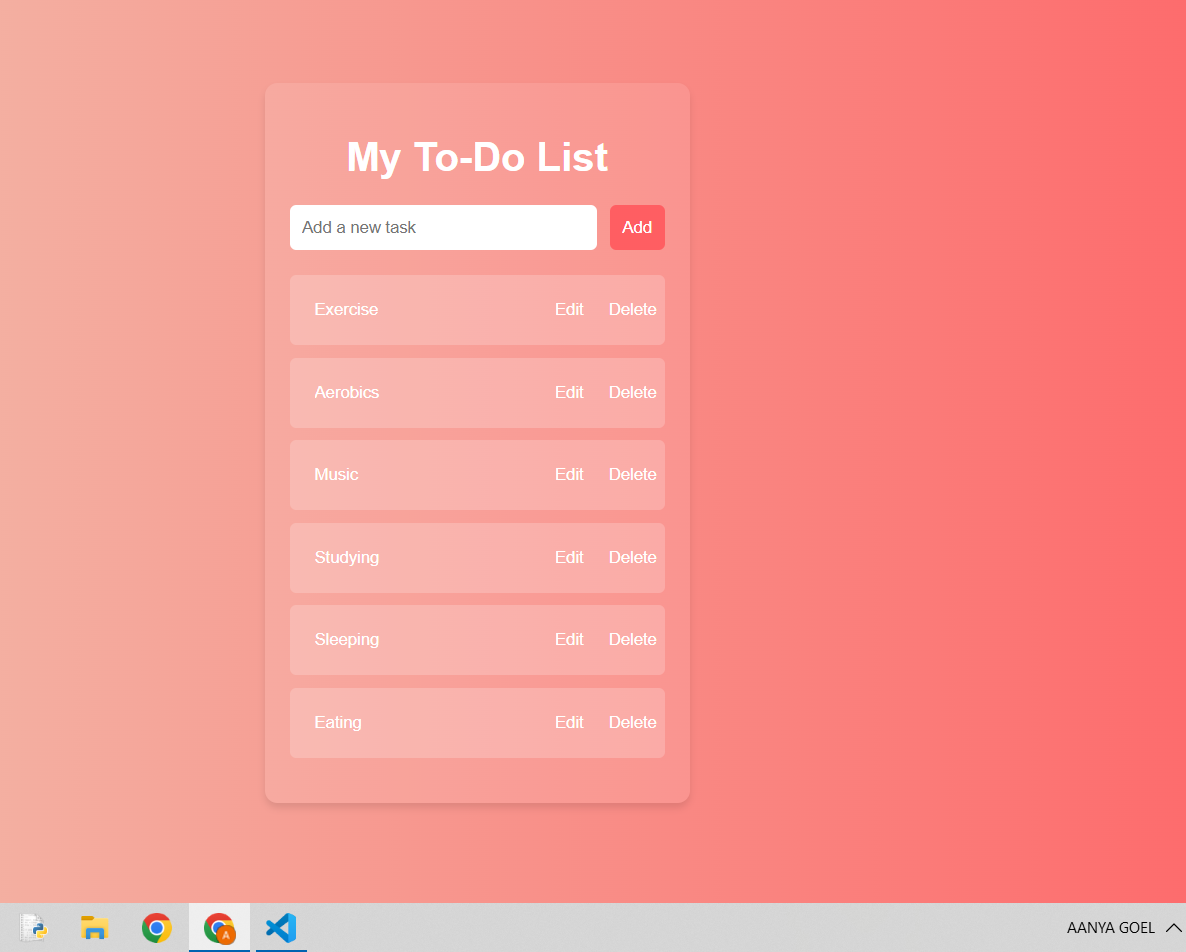 My To-Do List
Add a new task Add
Exercise Edit Delete
Aerobics Edit Delete
Music Edit Delete
Studying Edit Delete
Sleeping Edit Delete
Eating Edit Delete
A
AANYA GOEL